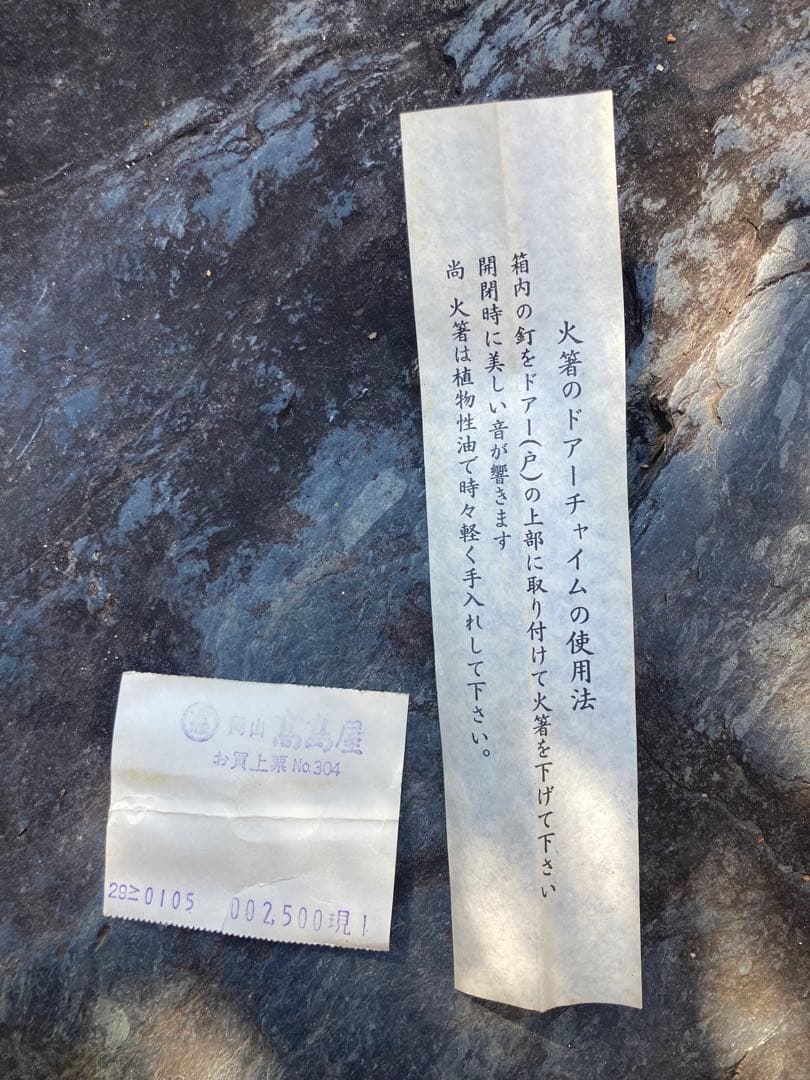 火箸のドアーチャイムの使用法
箱内の釘をドアー(戸)の上部に取り付けて火箸を下げて下さい
開閉時に美しい音が響きます
尚 火箸は植物性油で時々軽く手入れして下さい。
岡山 髙島屋
お買上票 No.304
29≥0105 002,500現1